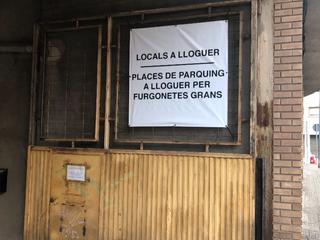 LOCALS A LLOGUER
PLACES DE PARQUING
A LLOGUER PER
FURGONETES GRANS